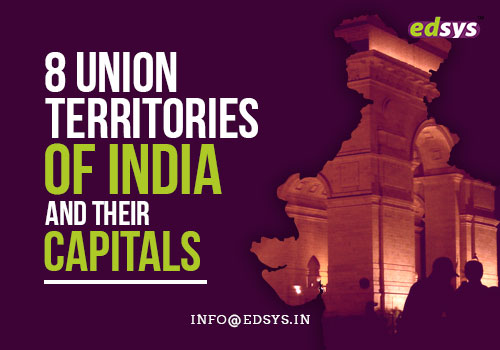 edsys
8 UNION
TERRITORIES
OF INDIA
AND THEIR
CAPITALS
INFO@EDSYS.IN